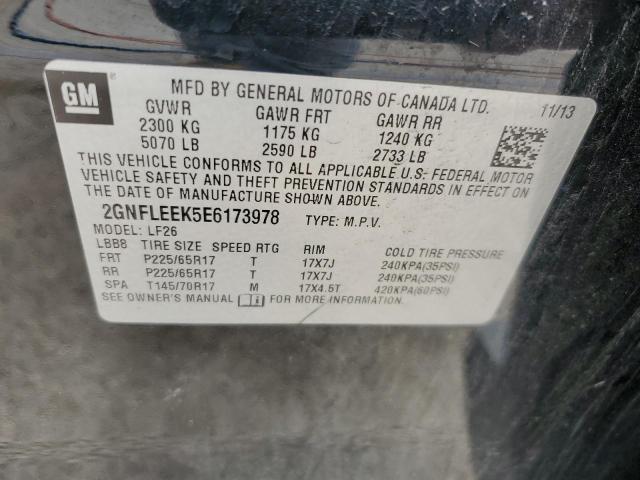 GM
MFD BY GENERAL MOTORS OF CANADA LTD. 11/13
GVWR GAWR FRT GAWR RR
2300 KG 1175 KG 1240 KG
5070 LB 2590 LB 2733 LB
THIS VEHICLE CONFORMS TO ALL APPLICABLE U.S. FEDERAL MOTOR
VEHICLE SAFETY AND THEFT PREVENTION STANDARDS IN EFFECT ON
THE DATE OF MANUFACTURE SHOWN ABOVE.
2GNFLEEK5E6173978 TYPE: M.P.V.
MODEL: LF26
LBB8 TIRE SIZE SPEED RTG RIM COLD TIRE PRESSURE
FRT P225/65R17 T 17X7J 240KPA(35PSI)
RR P225/65R17 T 17X7J 240KPA(35PSI)
SPA T145/70R17 M 17X4.5T 420KPA(60PSI)
SEE OWNER'S MANUAL FOR MORE INFORMATION.